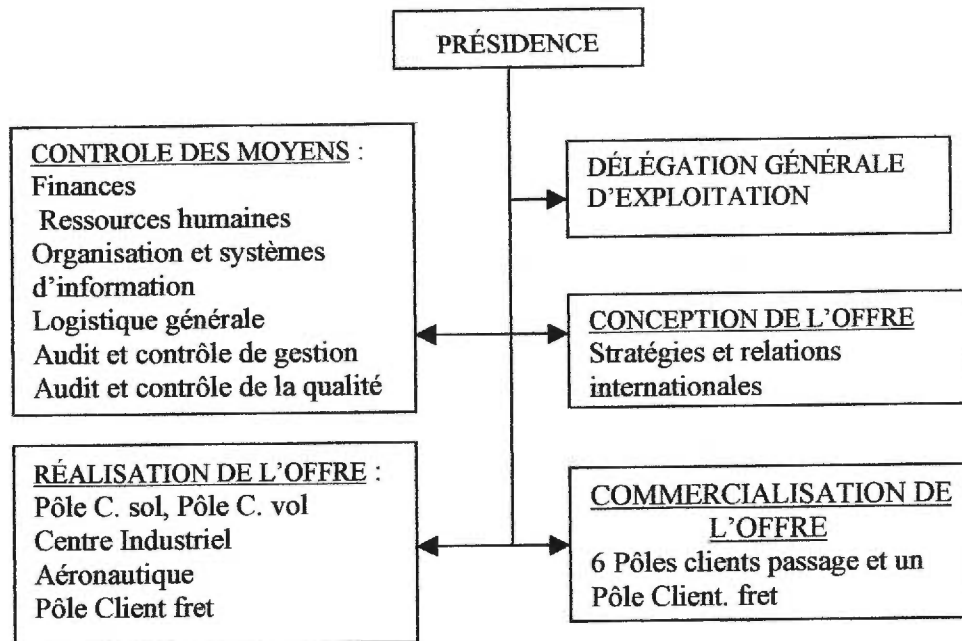 PRÉSIDENCE
CONTROLE DES MOYENS :
Finances
Ressources humaines
Organisation et systèmes
d'information
Logistique générale
Audit et contrôle de gestion
Audit et contrôle de la qualité
DÉLÉGATION GÉNÉRALE
D'EXPLOITATION
CONCEPTION DE L'OFFRE
Stratégies et relations
internationales
RÉALISATION DE L'OFFRE :
Pôle C. sol, Pôle C. vol
Centre Industriel
Aéronautique
Pôle Client fret
COMMERCIALISATION DE
L'OFFRE
6 Pôles clients passage et un
Pôle Client. fret